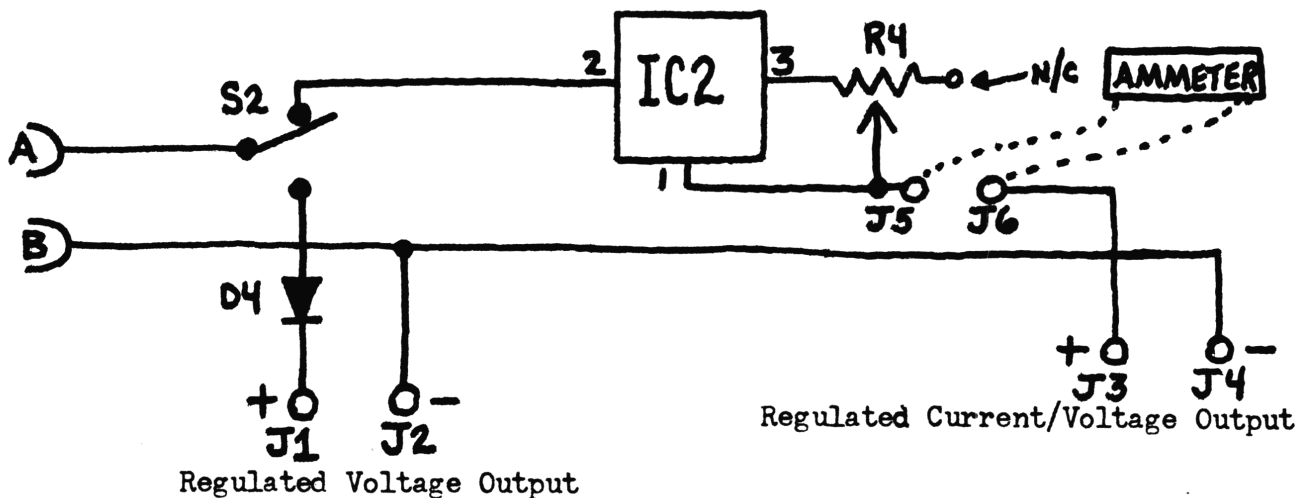 R4
2
IC2
3
N/C
AMMETER
S2
A
1
J5
J6
B
D4
+
J1
J2
-
+
J3
J4
-
Regulated Current/Voltage Output
Regulated Voltage Output